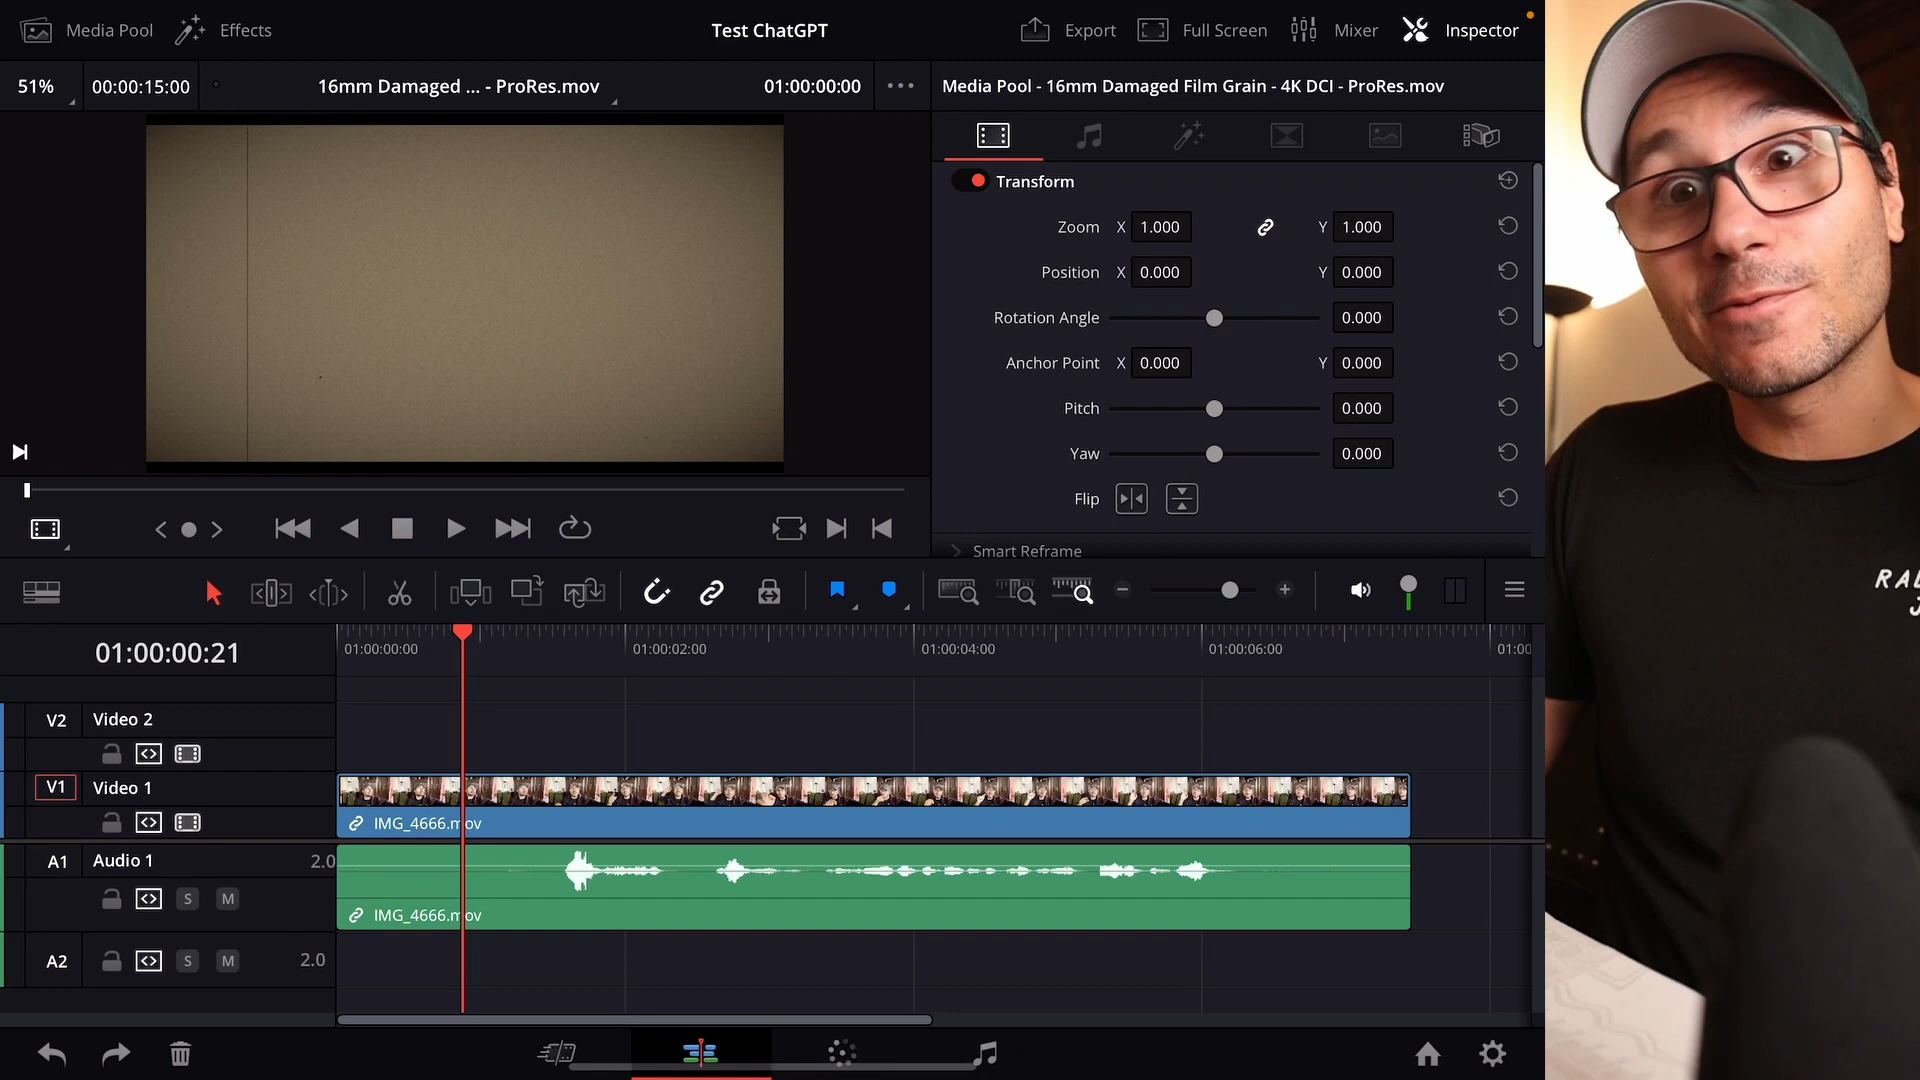 Media Pool
Effects
Test ChatGPT
Export
Full Screen
Mixer
Inspector
51%
00:00:15:00
16mm Damaged ... - ProRes.mov
01:00:00:00
Media Pool - 16mm Damaged Film Grain - 4K DCI - ProRes.mov
Transform
Zoom X 1.000 Y 1.000
Position X 0.000 Y 0.000
Rotation Angle 0.000
Anchor Point X 0.000 Y 0.000
Pitch 0.000
Yaw 0.000
Flip
Smart Reframe
01:00:00:21
01:00:00:00
01:00:02:00
01:00:04:00
01:00:06:00
01:00
V2 Video 2
V1 Video 1
IMG_4666.mov
A1 Audio 1 2.0
S M
IMG_4666.mov
A2 S M 2.0